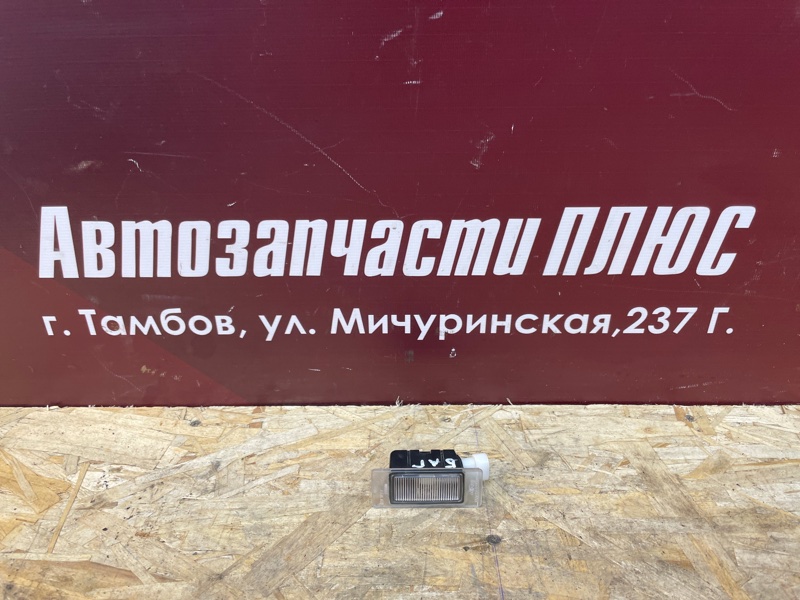 Автозапчасти ПЛЮС
г. Тамбов, ул. Мичуринская,237 Г.